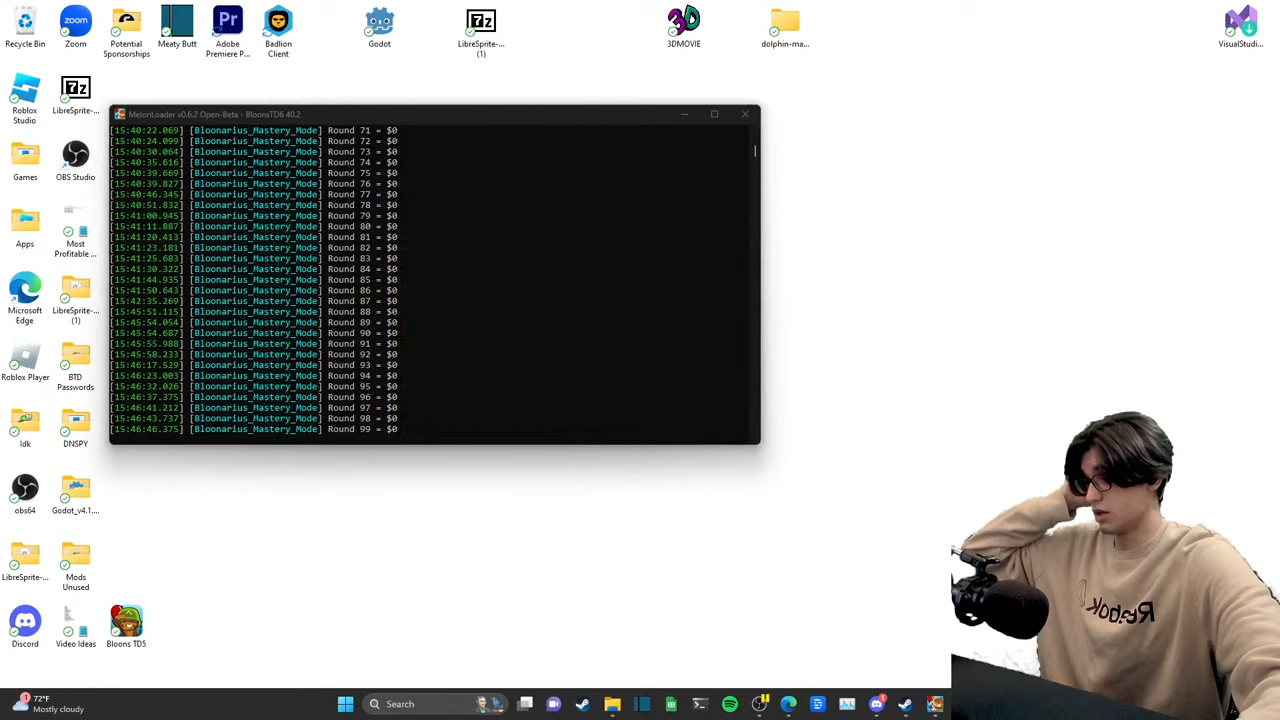 Recycle Bin
Zoom
Potential
Sponsorships
Meaty Butt
Adobe
Premiere P...
Badlion
Client
Godot
LibreSprite-...
(1)
3DMOVIE
dolphin-ma...
VisualStudi...
Roblox
Studio
LibreSprite-...
Games
OBS Studio
Apps
Most
Profitable ...
Microsoft
Edge
LibreSprite-...
(1)
Roblox Player
BTD
Passwords
Idk
DNSPY
obs64
Godot_v4.1....
LibreSprite-...
Mods
Unused
Discord
Video Ideas
Bloons TD5
MelonLoader v0.6.2 Open-Beta - BloonsTD6 40.2
[15:40:22.069] [Bloonarius_Mastery_Mode] Round 71 = $0
[15:40:24.099] [Bloonarius_Mastery_Mode] Round 72 = $0
[15:40:30.064] [Bloonarius_Mastery_Mode] Round 73 = $0
[15:40:35.616] [Bloonarius_Mastery_Mode] Round 74 = $0
[15:40:39.669] [Bloonarius_Mastery_Mode] Round 75 = $0
[15:40:39.827] [Bloonarius_Mastery_Mode] Round 76 = $0
[15:40:46.345] [Bloonarius_Mastery_Mode] Round 77 = $0
[15:40:51.832] [Bloonarius_Mastery_Mode] Round 78 = $0
[15:41:00.945] [Bloonarius_Mastery_Mode] Round 79 = $0
[15:41:11.887] [Bloonarius_Mastery_Mode] Round 80 = $0
[15:41:20.413] [Bloonarius_Mastery_Mode] Round 81 = $0
[15:41:23.181] [Bloonarius_Mastery_Mode] Round 82 = $0
[15:41:25.683] [Bloonarius_Mastery_Mode] Round 83 = $0
[15:41:30.322] [Bloonarius_Mastery_Mode] Round 84 = $0
[15:41:44.935] [Bloonarius_Mastery_Mode] Round 85 = $0
[15:41:50.643] [Bloonarius_Mastery_Mode] Round 86 = $0
[15:42:35.269] [Bloonarius_Mastery_Mode] Round 87 = $0
[15:45:51.115] [Bloonarius_Mastery_Mode] Round 88 = $0
[15:45:54.054] [Bloonarius_Mastery_Mode] Round 89 = $0
[15:45:54.687] [Bloonarius_Mastery_Mode] Round 90 = $0
[15:45:55.988] [Bloonarius_Mastery_Mode] Round 91 = $0
[15:45:58.233] [Bloonarius_Mastery_Mode] Round 92 = $0
[15:46:17.529] [Bloonarius_Mastery_Mode] Round 93 = $0
[15:46:23.003] [Bloonarius_Mastery_Mode] Round 94 = $0
[15:46:32.026] [Bloonarius_Mastery_Mode] Round 95 = $0
[15:46:37.375] [Bloonarius_Mastery_Mode] Round 96 = $0
[15:46:41.212] [Bloonarius_Mastery_Mode] Round 97 = $0
[15:46:43.737] [Bloonarius_Mastery_Mode] Round 98 = $0
[15:46:46.375] [Bloonarius_Mastery_Mode] Round 99 = $0
Reebok
72°F
Mostly cloudy
Search